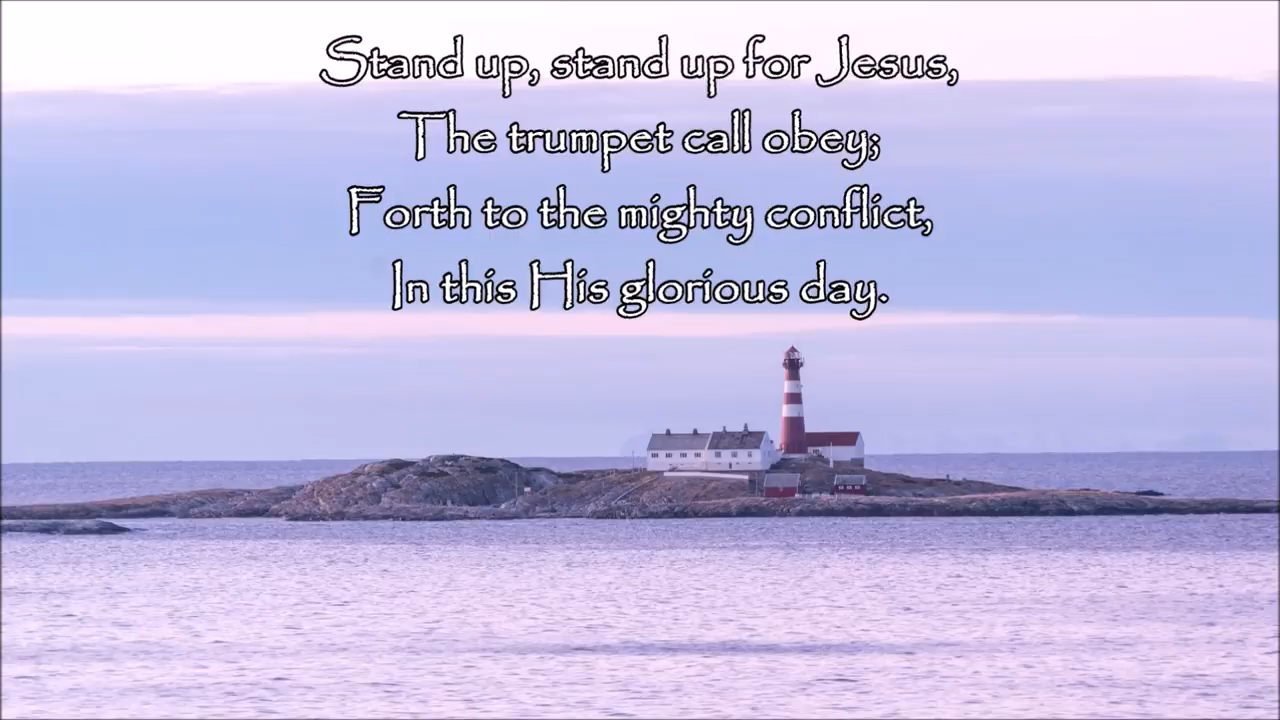 Stand up, stand up for Jesus,
The trumpet call obey;
Forth to the mighty conflict,
In this His glorious day.